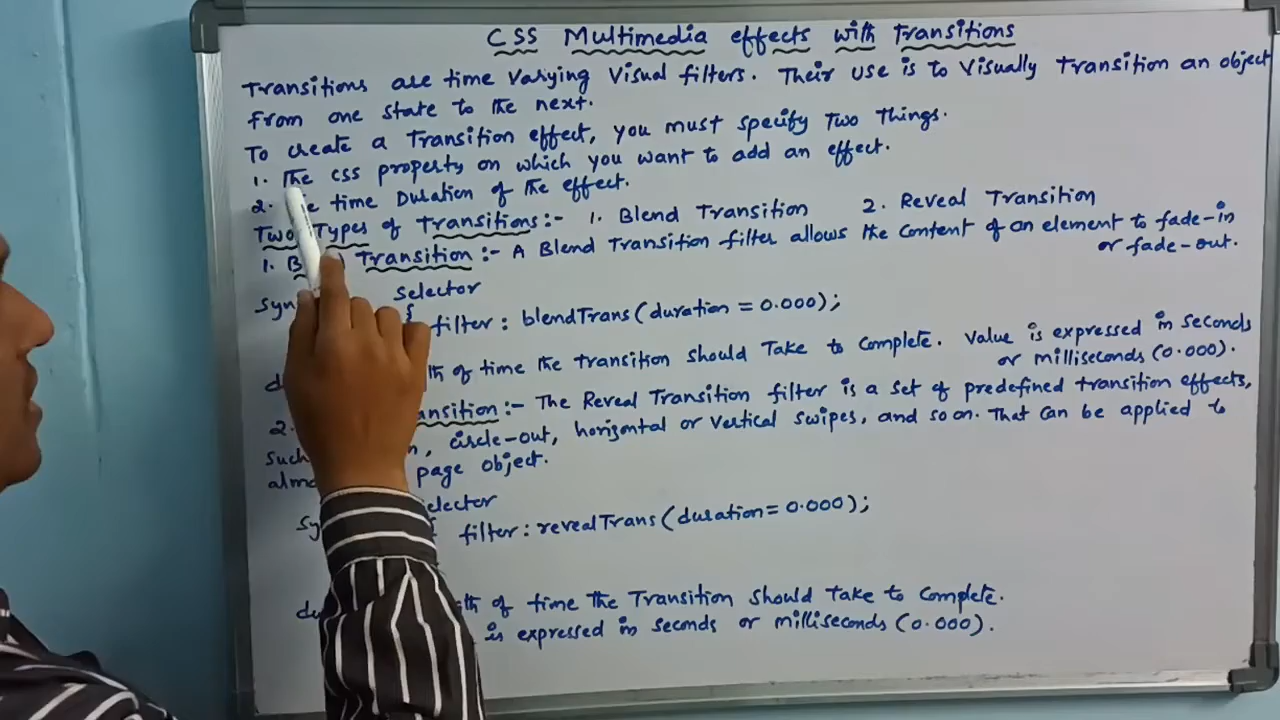 CSS Multimedia effects with Transitions
Transitions are time varying visual filters. Their use is to visually transition an object
from one state to the next.
To create a Transition effect, you must specify Two Things.
1. The CSS property on which you want to add an effect.
2. time Duration of the effect.
Two Types of Transitions :- 1. Blend Transition 2. Reveal Transition
1. Transition :- A Blend Transition filter allows the content of an element to fade-in
or fade-out.
Selector
{ filter : blendTrans(duration = 0.000);
of time the transition should Take to Complete. Value is expressed in seconds
or milliseconds (0.000).
2. :- The Reveal Transition filter is a set of predefined transition effects,
such , circle-out, horizontal or vertical swipes, and so on. That can be applied to
page object.
filter : revealTrans (duration = 0.000);
of time the Transition should take to Complete.
is expressed in seconds or milliseconds (0.000).